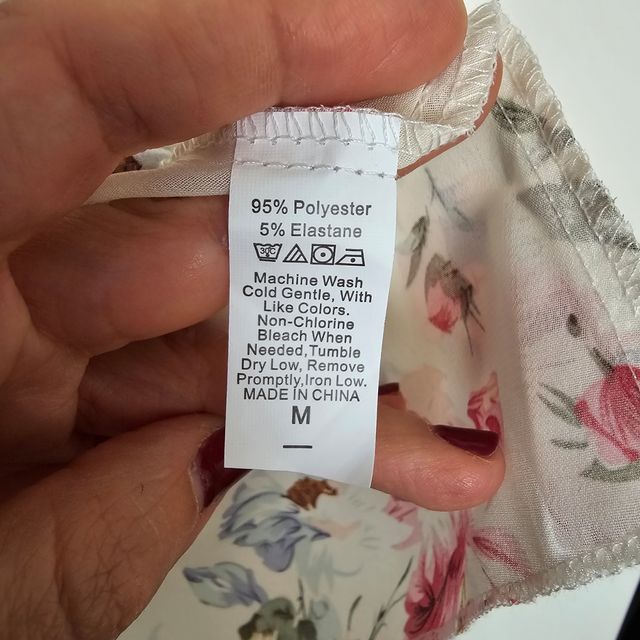 95% Polyester
5% Elastane
30°C
Machine Wash
Cold Gentle, With
Like Colors.
Non-Chlorine
Bleach When
Needed,Tumble
Dry Low, Remove
Promptly,Iron Low.
MADE IN CHINA
M